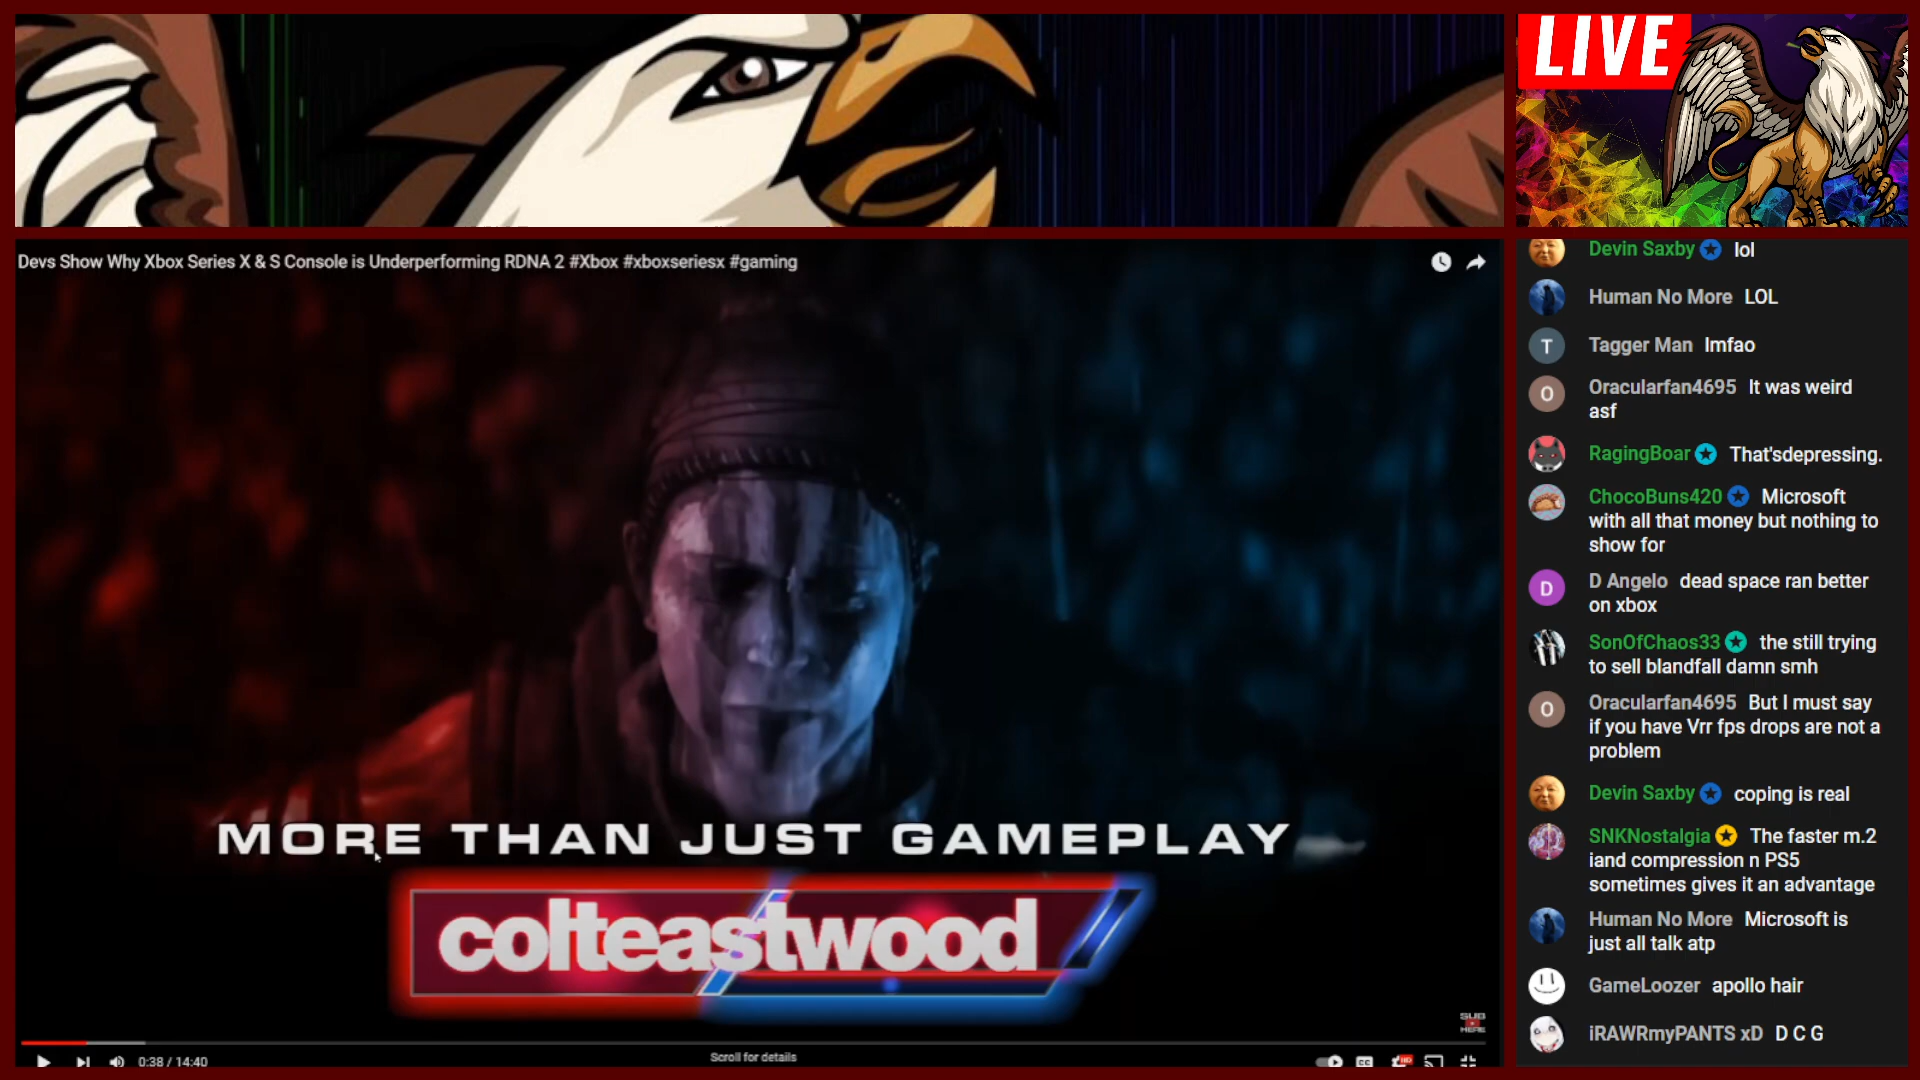 LIVE
Devs Show Why Xbox Series X & S Console is Underperforming RDNA 2 #Xbox #xboxseriesx #gaming
MORE THAN JUST GAMEPLAY
colteastwood
SUB
HERE
0:38 / 14:40
Scroll for details
CC
HD
Devin Saxby lol
Human No More LOL
T
Tagger Man lmfao
O
Oracularfan4695 It was weird
asf
RagingBoar That'sdepressing.
ChocoBuns420 Microsoft
with all that money but nothing to
show for
D
D Angelo dead space ran better
on xbox
SonOfChaos33 the still trying
to sell blandfall damn smh
O
Oracularfan4695 But I must say
if you have Vrr fps drops are not a
problem
Devin Saxby coping is real
SNKNostalgia The faster m.2
iand compression n PS5
sometimes gives it an advantage
Human No More Microsoft is
just all talk atp
GameLoozer apollo hair
iRAWRmyPANTS xD D C G